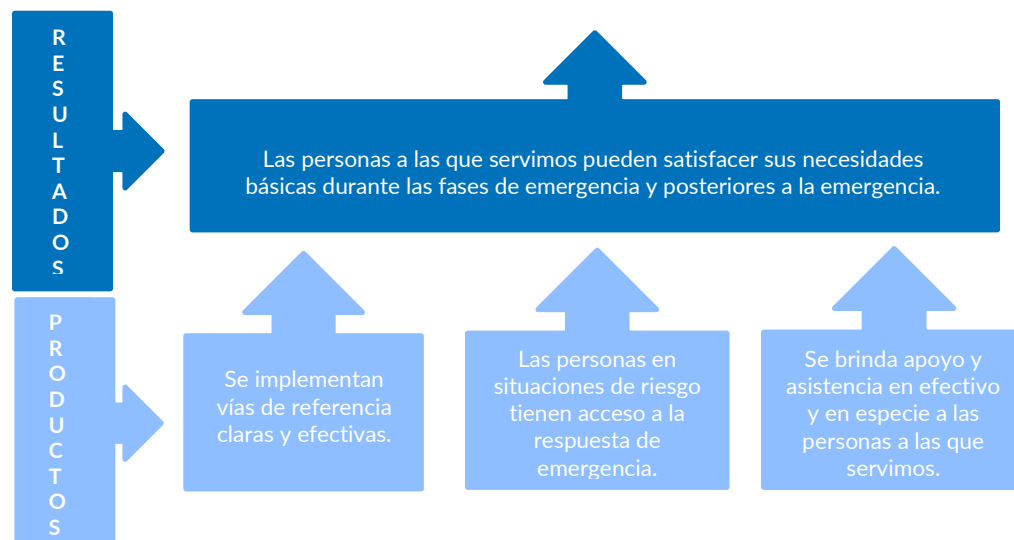 RESULTADOS
Las personas a las que servimos pueden satisfacer sus necesidades
básicas durante las fases de emergencia y posteriores a la emergencia.
PRODUCTOS
Se implementan
vías de referencia
claras y efectivas.
Las personas en
situaciones de riesgo
tienen acceso a la
respuesta de
emergencia.
Se brinda apoyo y
asistencia en efectivo
y en especie a las
personas a las que
servimos.